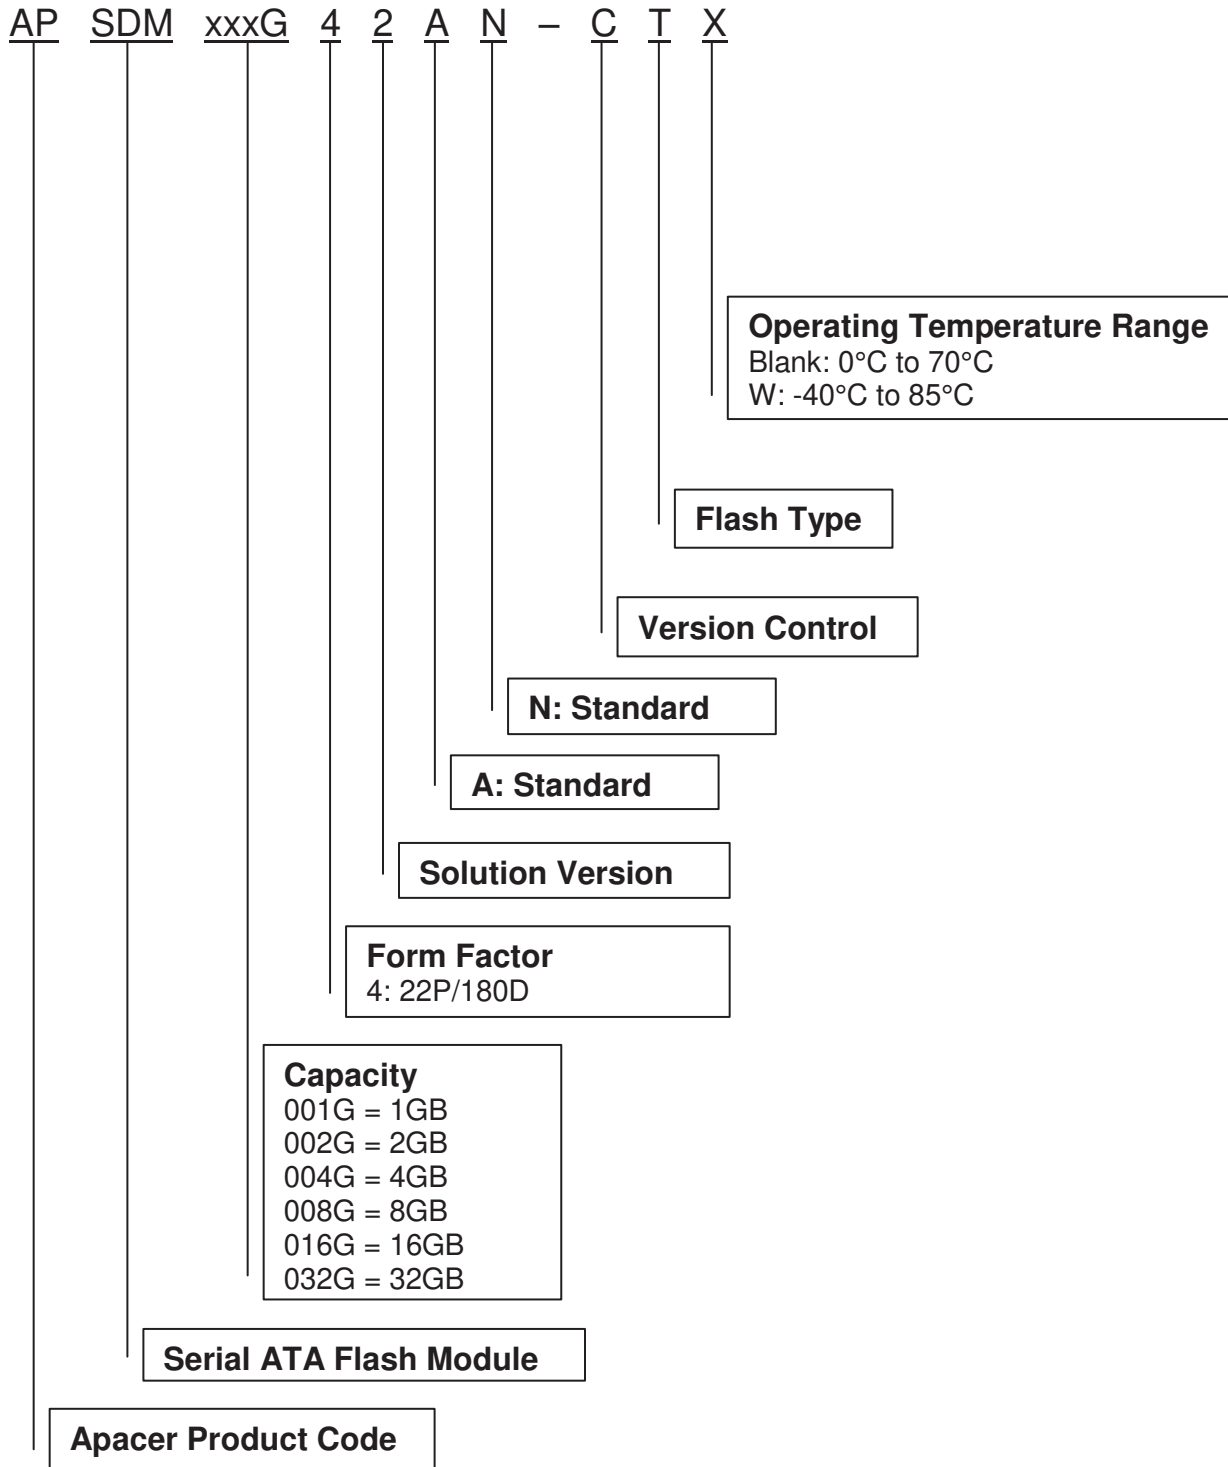 AP SDM xxxG 4 2 A N – C T X
Operating Temperature Range
Blank: 0°C to 70°C
W: -40°C to 85°C
Flash Type
Version Control
N: Standard
A: Standard
Solution Version
Form Factor
4: 22P/180D
Capacity
001G = 1GB
002G = 2GB
004G = 4GB
008G = 8GB
016G = 16GB
032G = 32GB
Serial ATA Flash Module
Apacer Product Code